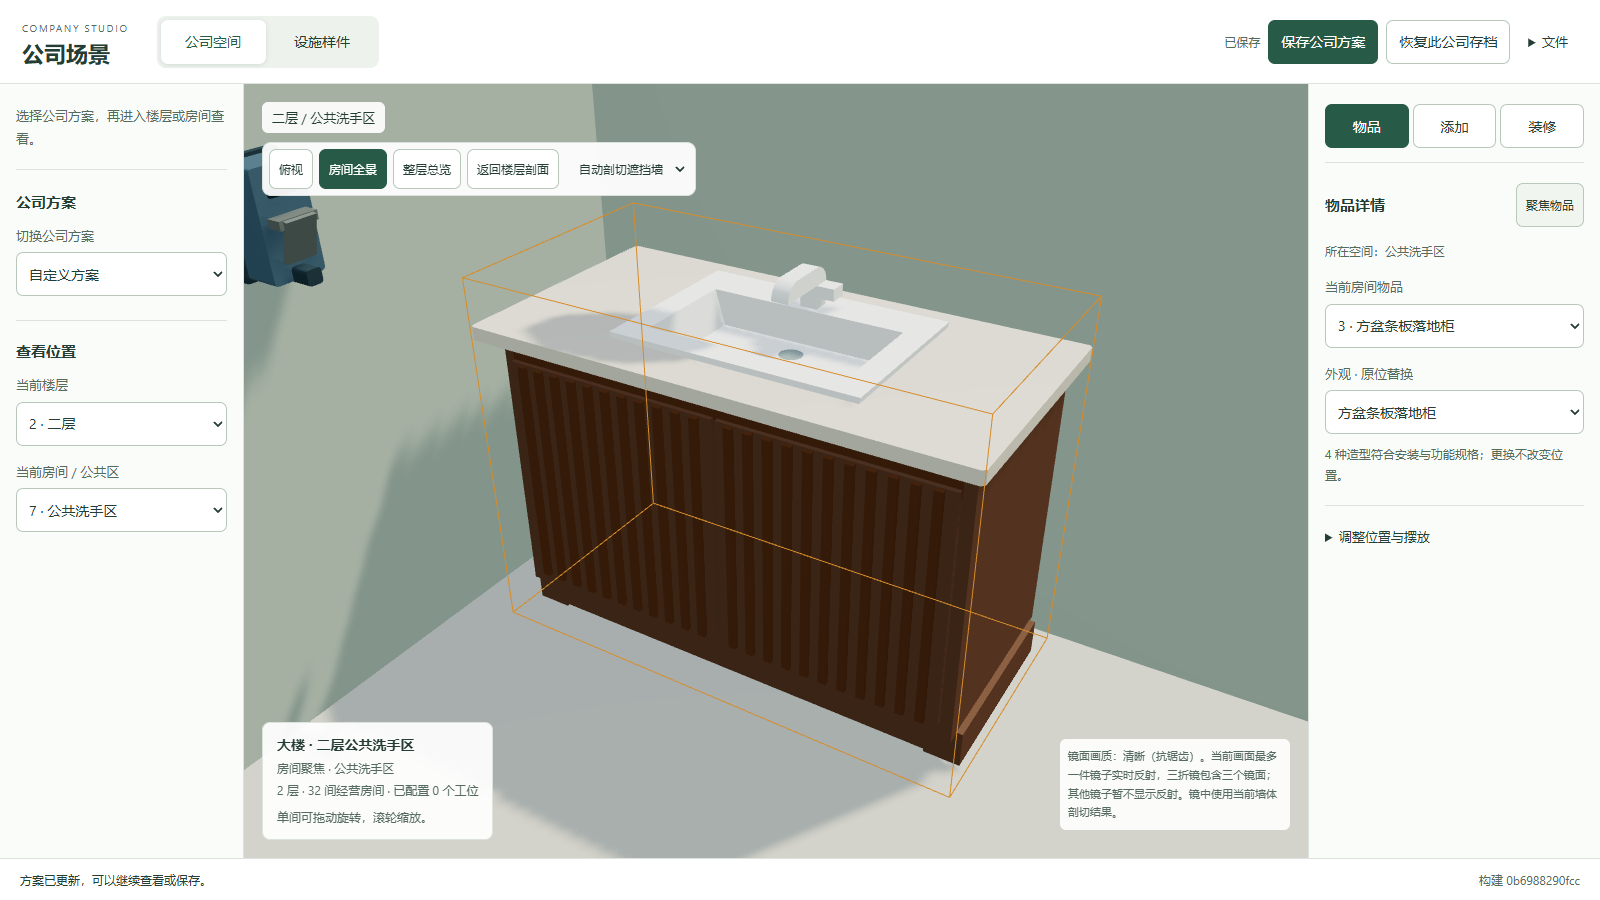 COMPANY STUDIO
公司场景
公司空间
设施样件
已保存
保存公司方案
恢复此公司存档
文件
选择公司方案，再进入楼层或房间查
看。
公司方案
切换公司方案
自定义方案
查看位置
当前楼层
2 · 二层
当前房间 / 公共区
7 · 公共洗手区
二层 / 公共洗手区
俯视
房间全景
整层总览
返回楼层剖面
自动剖切遮挡墙
大楼 · 二层公共洗手区
房间聚焦 · 公共洗手区
2 层 · 32 间经营房间 · 已配置 0 个工位
单间可拖动旋转，滚轮缩放。
镜面画质：清晰（抗锯齿）。当前画面最多
一件镜子实时反射，三折镜包含三个镜面；
其他镜子暂不显示反射。镜中使用当前墙体
剖切结果。
物品
添加
装修
物品详情
聚焦物品
所在空间：公共洗手区
当前房间物品
3 · 方盆条板落地柜
外观 · 原位替换
方盆条板落地柜
4 种造型符合安装与功能规格；更换不改变位
置。
调整位置与摆放
方案已更新，可以继续查看或保存。
构建 0b6988290fcc